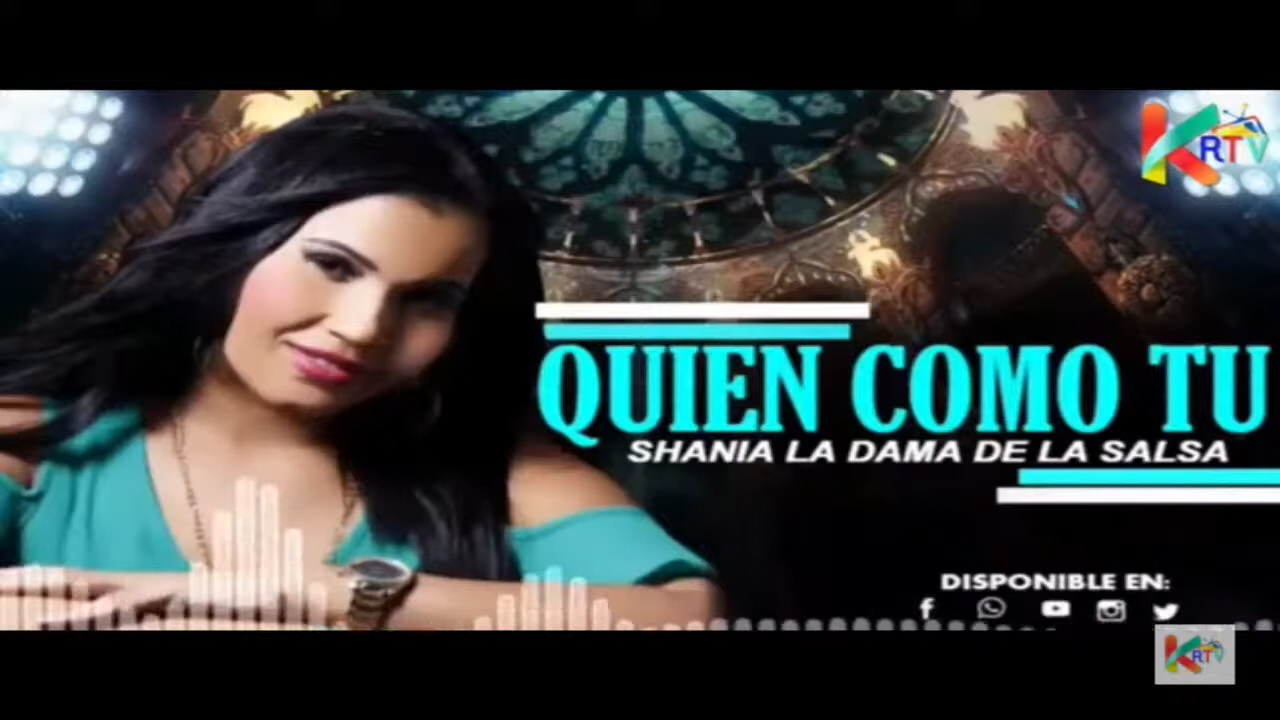 KRTV
QUIEN COMO TU
SHANIA LA DAMA DE LA SALSA
DISPONIBLE EN:
KRTV